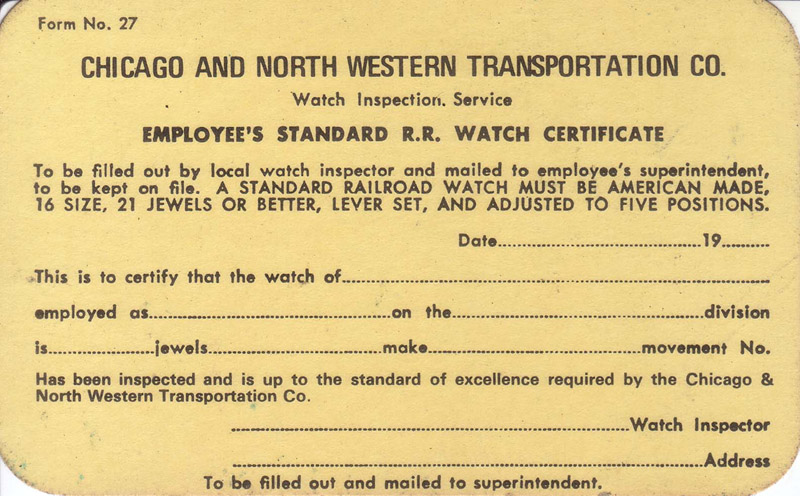 Form No. 27
CHICAGO AND NORTH WESTERN TRANSPORTATION CO.
Watch Inspection. Service
EMPLOYEE'S STANDARD R.R. WATCH CERTIFICATE
To be filled out by local watch inspector and mailed to employee's superintendent,
to be kept on file. A STANDARD RAILROAD WATCH MUST BE AMERICAN MADE,
16 SIZE, 21 JEWELS OR BETTER, LEVER SET, AND ADJUSTED TO FIVE POSITIONS.
Date..................................................19............
This is to certify that the watch of..........................................................................................................
employed as............................................................on the..............................................................division
is..........................jewels...........................................make....................................................movement No.
Has been inspected and is up to the standard of excellence required by the Chicago &
North Western Transportation Co.
..................................................................................................Watch Inspector
......................................................................................................................Address
To be filled out and mailed to superintendent.